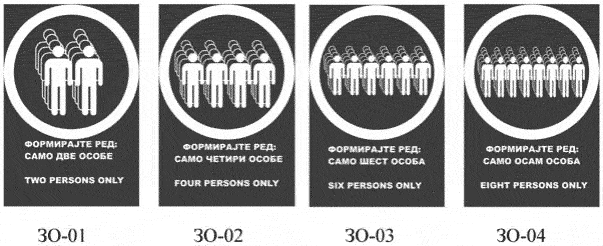 ФОРМИРАЈТЕ РЕД:
САМО ДВЕ ОСОБЕ
TWO PERSONS ONLY
ФОРМИРАЈТЕ РЕД:
САМО ЧЕТИРИ ОСОБЕ
FOUR PERSONS ONLY
ФОРМИРАЈТЕ РЕД:
САМО ШЕСТ ОСОБА
SIX PERSONS ONLY
ФОРМИРАЈТЕ РЕД:
САМО ОСАМ ОСОБА
EIGHT PERSONS ONLY
ЗО-01
ЗО-02
ЗО-03
ЗО-04